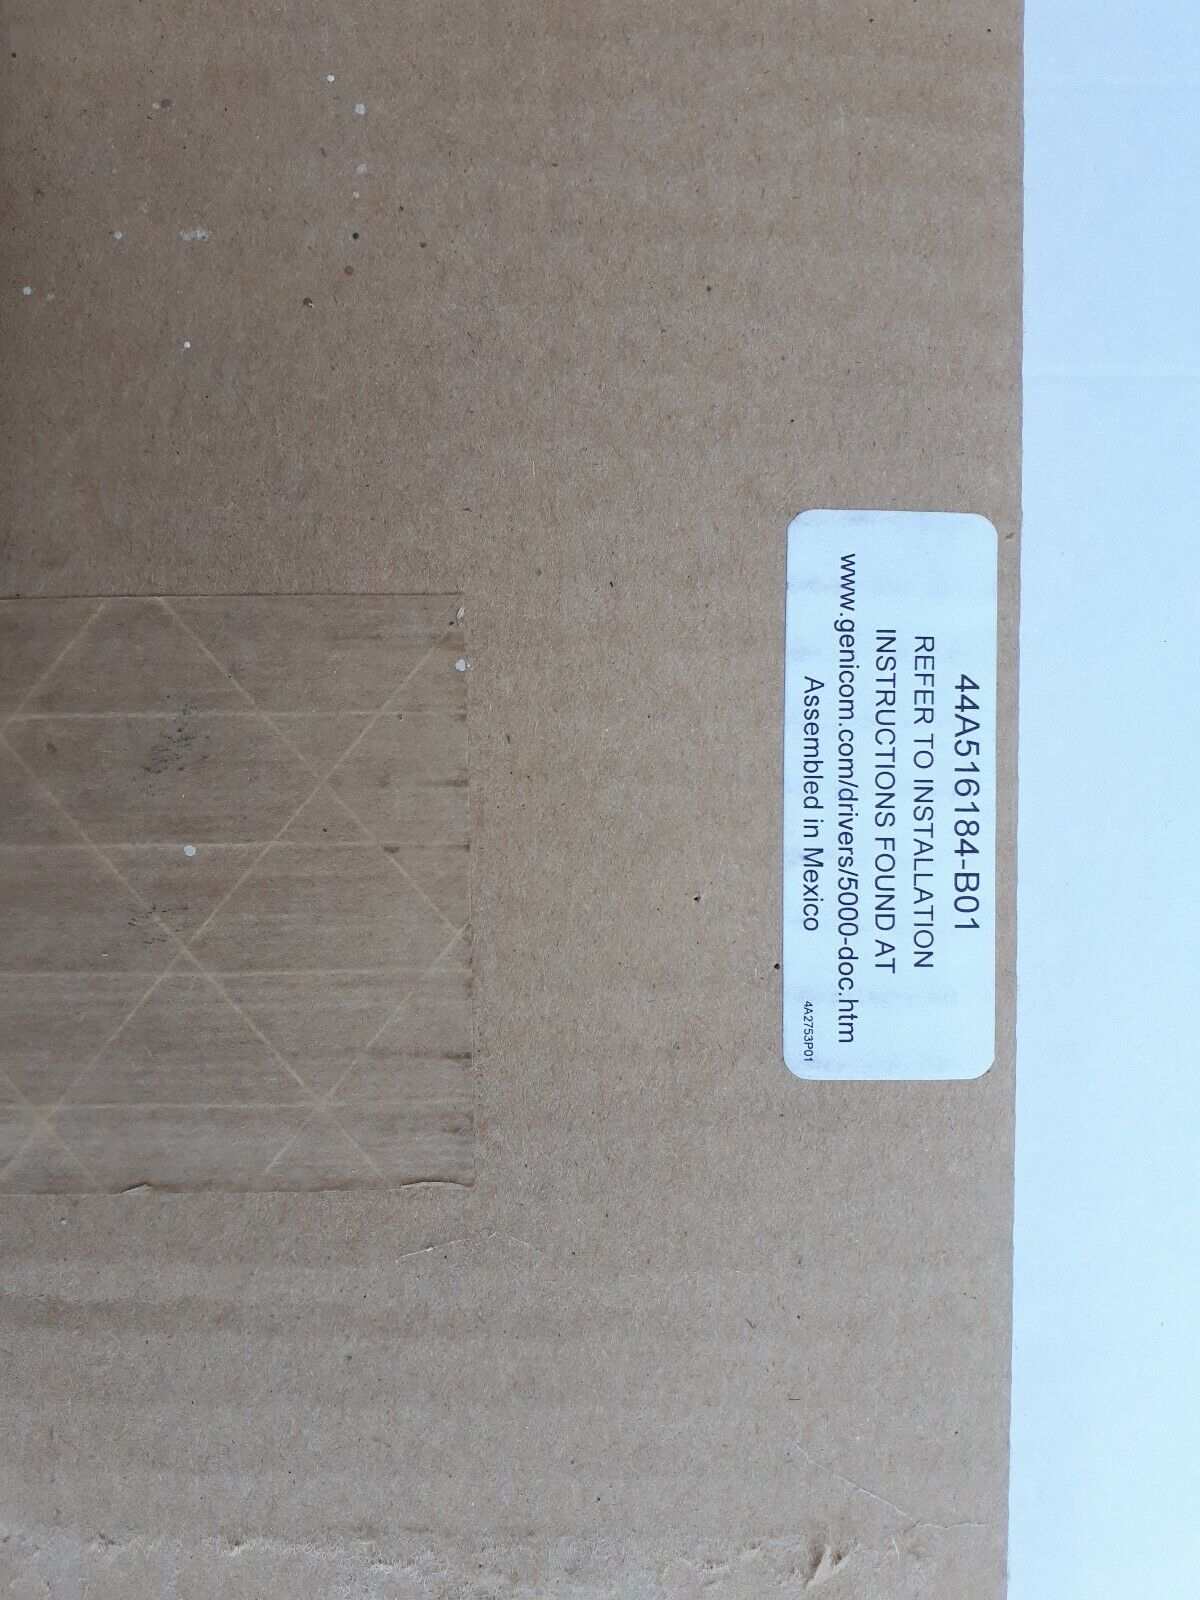 44A516184-B01
REFER TO INSTALLATION
INSTRUCTIONS FOUND AT
www.genicom.com/drivers/5000-doc.htm
Assembled in Mexico
4A2753P01